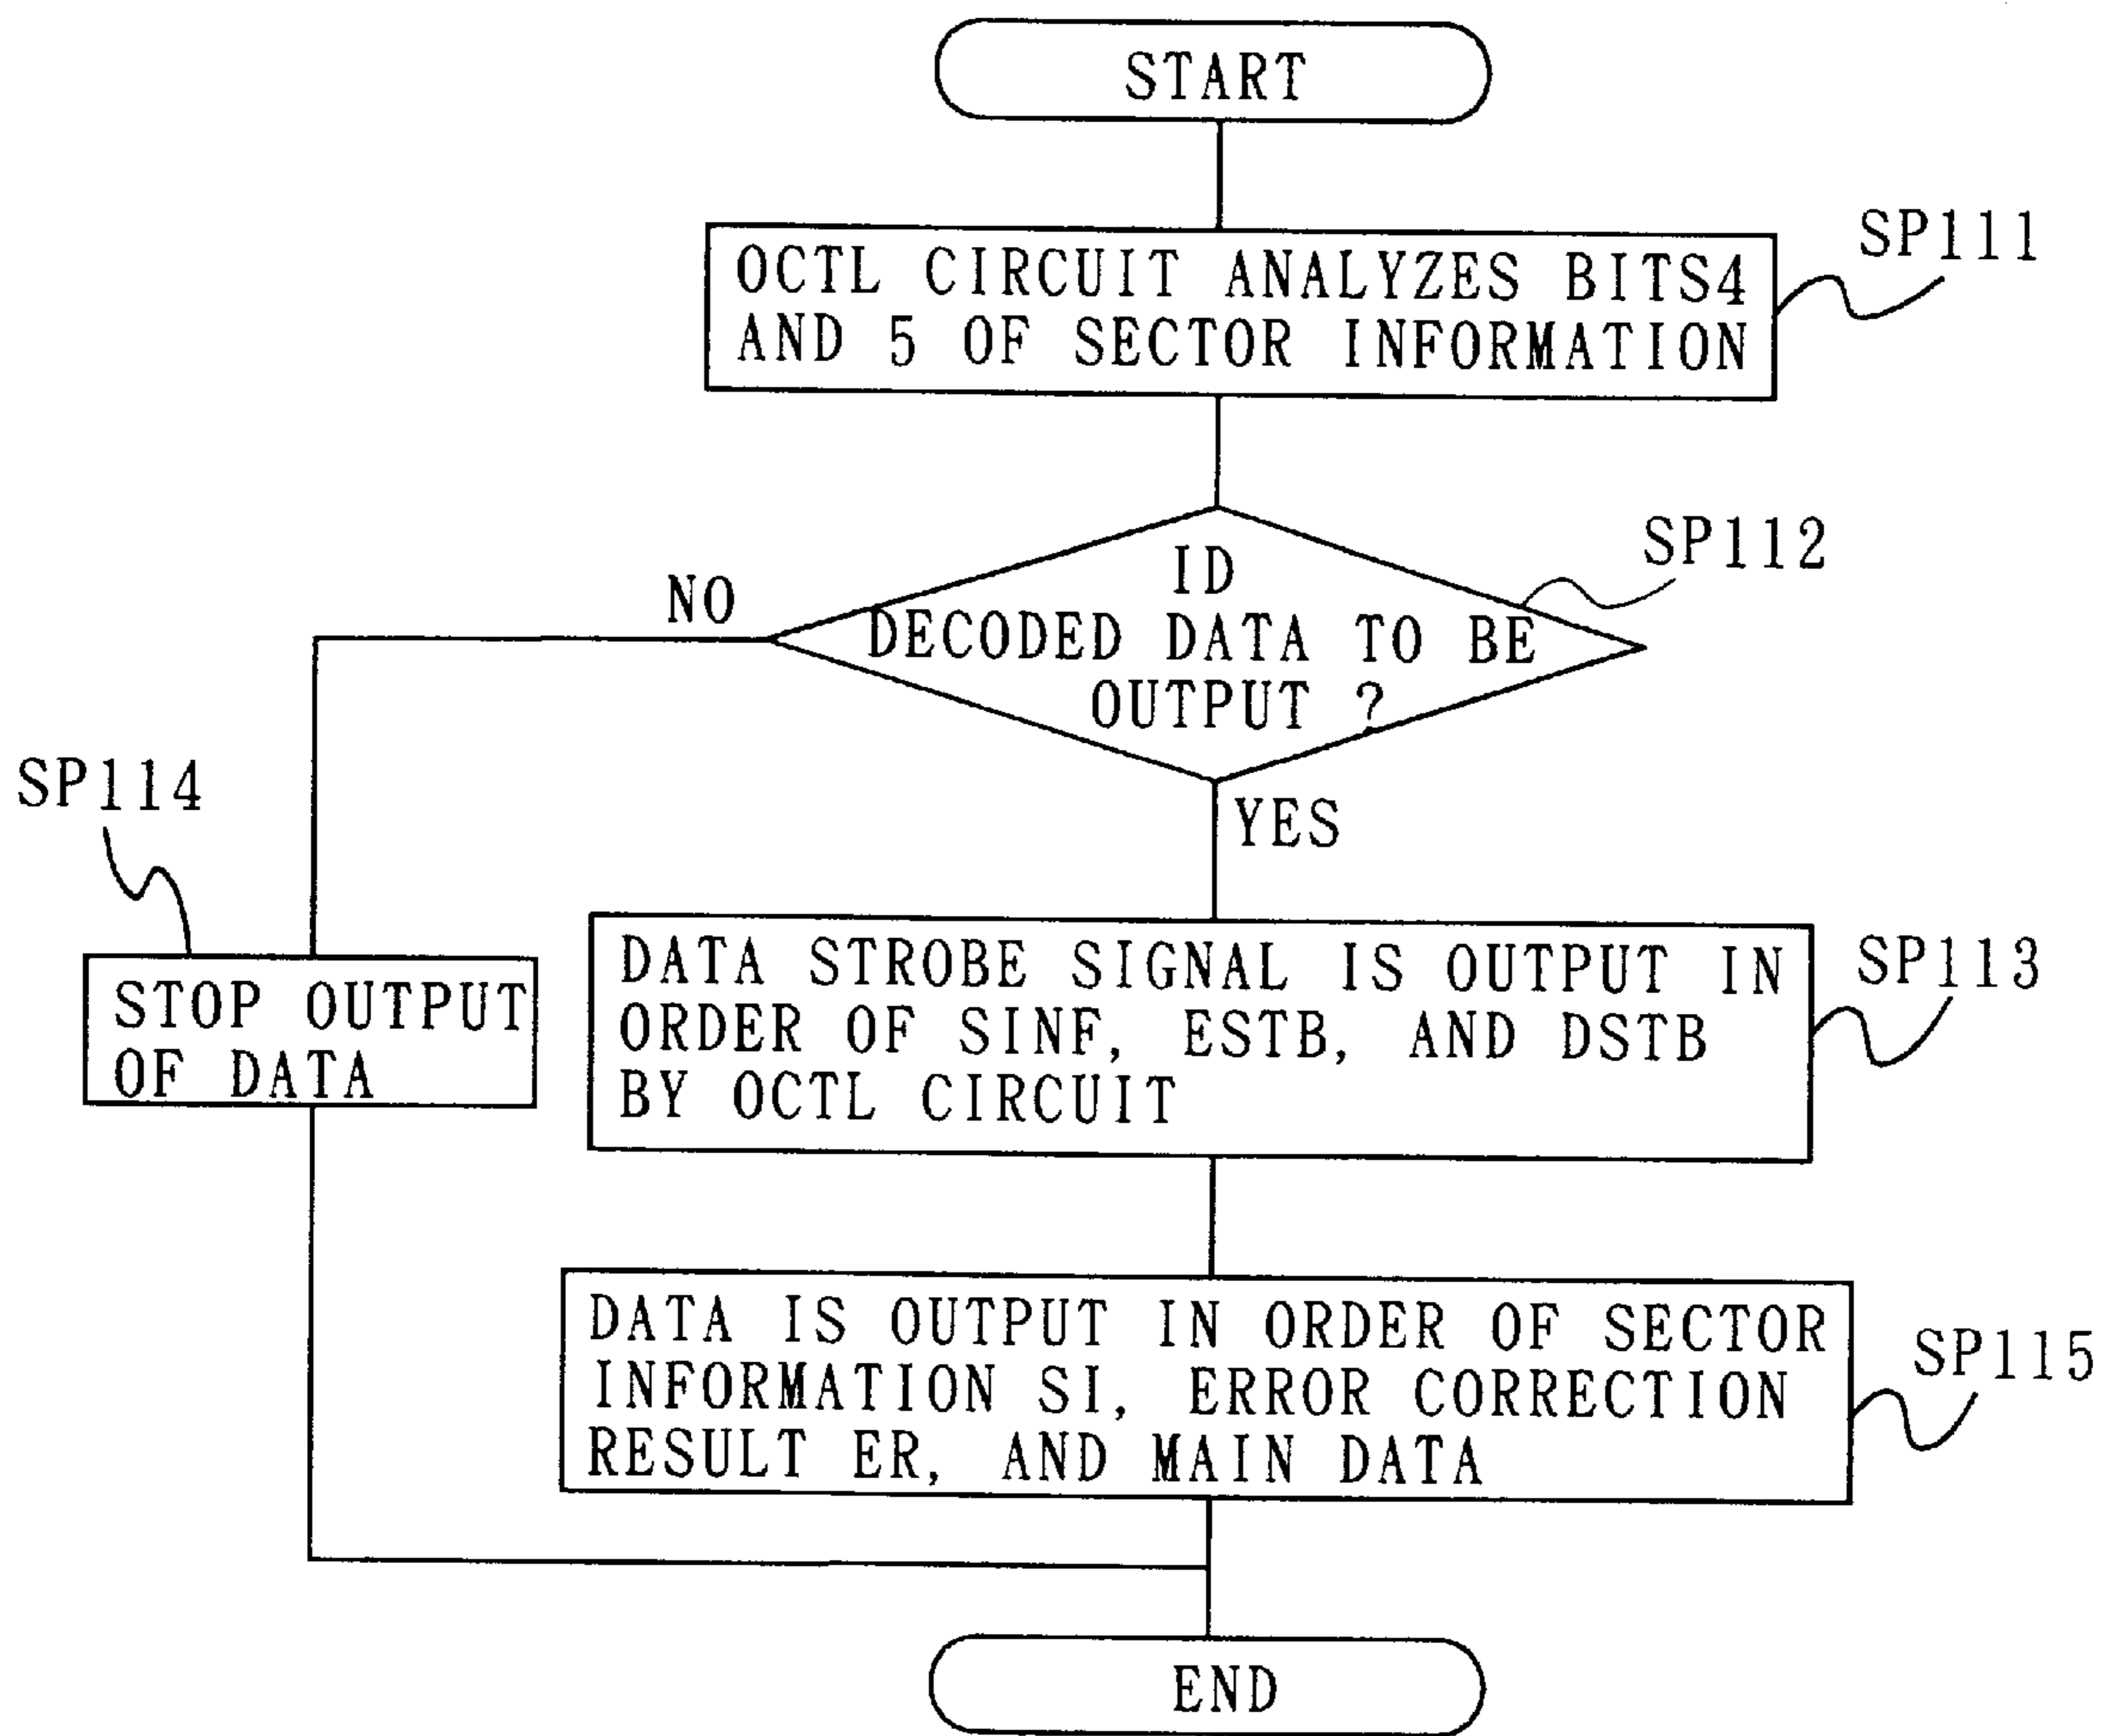 START
SP111
OCTL CIRCUIT ANALYZES BITS4
AND 5 OF SECTOR INFORMATION
SP112
NO
ID
DECODED DATA TO BE
OUTPUT ?
YES
SP114
STOP OUTPUT
OF DATA
SP113
DATA STROBE SIGNAL IS OUTPUT IN
ORDER OF SINF, ESTB, AND DSTB
BY OCTL CIRCUIT
SP115
DATA IS OUTPUT IN ORDER OF SECTOR
INFORMATION SI, ERROR CORRECTION
RESULT ER, AND MAIN DATA
END